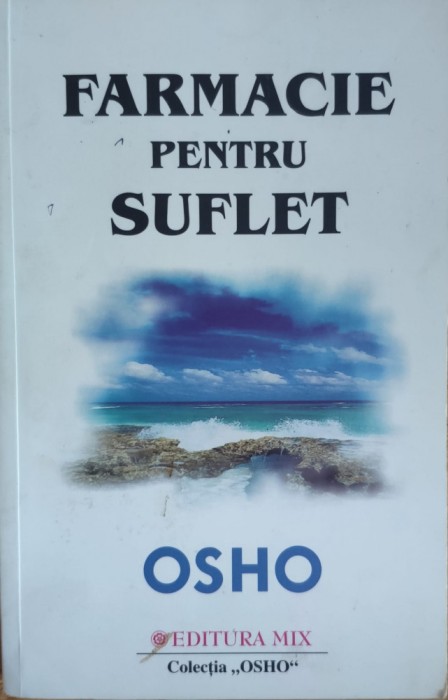 FARMACIE
PENTRU
SUFLET
OSHO
EDITURA MIX
Colecția „OSHO“